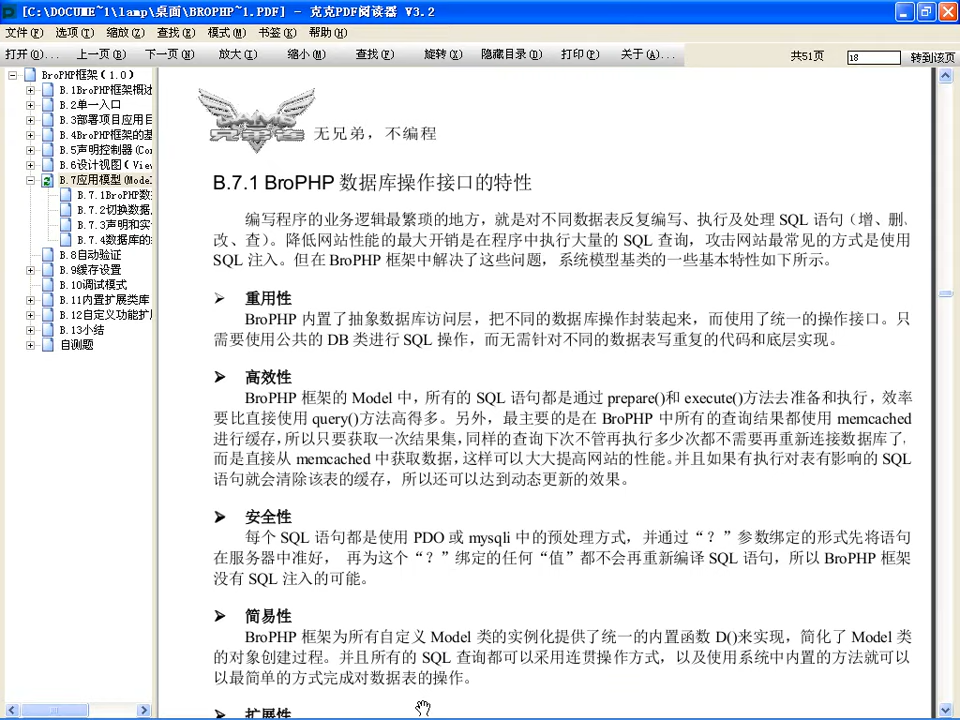 [C:\DOCUME~1\lamp\桌面\BROPHP~1.PDF] - 克克PDF阅读器 V3.2
文件(F) 选项(T) 缩放(Z) 查找(E) 模式(M) 书签(K) 帮助(H)
打开(O)... 上一页(B) 下一页(N) 放大(I) 缩小(M) 查找(F) 旋转(X) 隐藏目录(D) 打印(P) 关于(A)... 共51页 18 转到该页
BroPHP框架(1.0)
B.1BroPHP框架概述
B.2单一入口
B.3部署项目应用目
B.4BroPHP框架的基
B.5声明控制器(Con
B.6设计视图(View
B.7应用模型(Model
B.7.1BroPHP数据
B.7.2切换数据
B.7.3声明和实
B.7.4数据库的
B.8自动验证
B.9缓存设置
B.10调试模式
B.11内置扩展类库
B.12自定义功能扩
B.13小结
自测题
兄弟连 无兄弟，不编程
B.7.1 BroPHP 数据库操作接口的特性
编写程序的业务逻辑最繁琐的地方，就是对不同数据表反复编写、执行及处理 SQL 语句（增、删、
改、查）。降低网站性能的最大开销是在程序中执行大量的 SQL 查询，攻击网站最常见的方式是使用
SQL 注入。但在 BroPHP 框架中解决了这些问题，系统模型基类的一些基本特性如下所示。
➢ 重用性
BroPHP 内置了抽象数据库访问层，把不同的数据库操作封装起来，而使用了统一的操作接口。只
需要使用公共的 DB 类进行 SQL 操作，而无需针对不同的数据表写重复的代码和底层实现。
➢ 高效性
BroPHP 框架的 Model 中，所有的 SQL 语句都是通过 prepare()和 execute()方法去准备和执行，效率
要比直接使用 query()方法高得多。另外，最主要的是在 BroPHP 中所有的查询结果都使用 memcached
进行缓存，所以只要获取一次结果集，同样的查询下次不管再执行多少次都不需要再重新连接数据库了，
而是直接从 memcached 中获取数据，这样可以大大提高网站的性能。并且如果有执行对表有影响的 SQL
语句就会清除该表的缓存，所以还可以达到动态更新的效果。
➢ 安全性
每个 SQL 语句都是使用 PDO 或 mysqli 中的预处理方式，并通过“？”参数绑定的形式先将语句
在服务器中准好， 再为这个“？”绑定的任何“值”都不会再重新编译 SQL 语句，所以 BroPHP 框架
没有 SQL 注入的可能。
➢ 简易性
BroPHP 框架为所有自定义 Model 类的实例化提供了统一的内置函数 D()来实现，简化了 Model 类
的对象创建过程。并且所有的 SQL 查询都可以采用连贯操作方式，以及使用系统中内置的方法就可以
以最简单的方式完成对数据表的操作。
➢ 扩展性